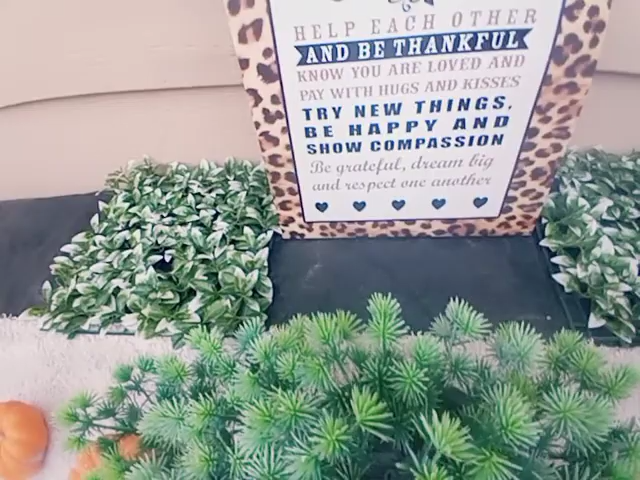 HELP EACH OTHER
AND BE THANKFUL
KNOW YOU ARE LOVED AND
PAY WITH HUGS AND KISSES
TRY NEW THINGS,
BE HAPPY AND
SHOW COMPASSION
Be grateful, dream big
and respect one another